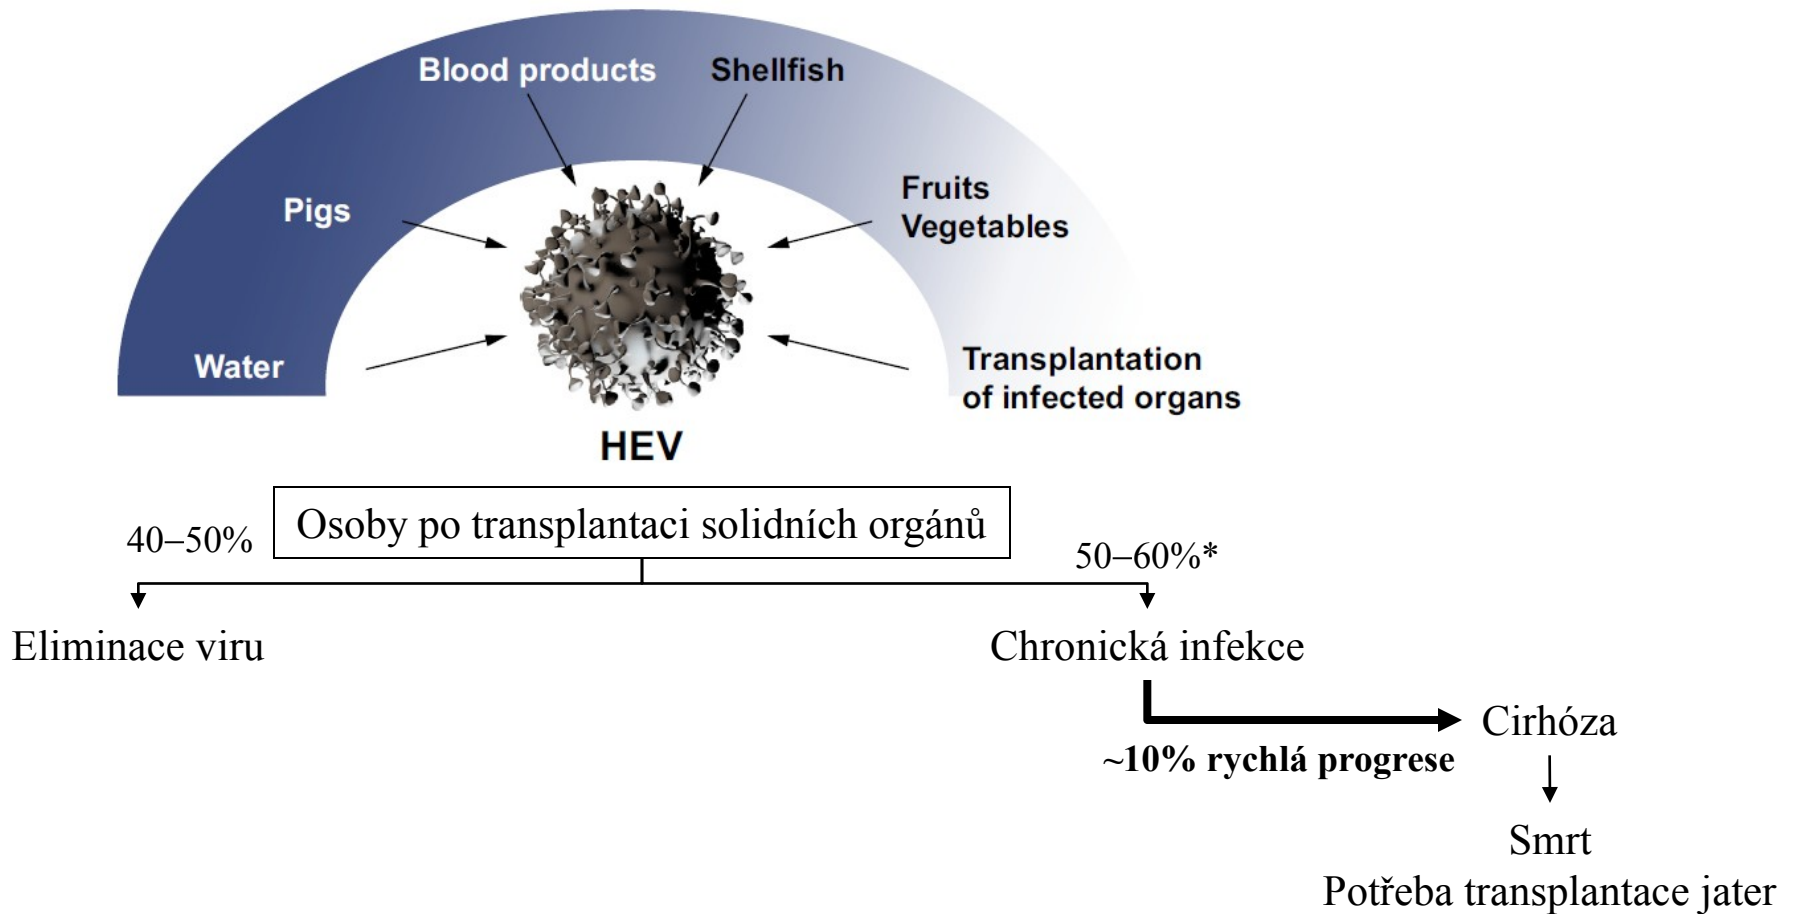 Blood products
Shellfish
Pigs
Fruits
Vegetables
Water
Transplantation
of infected organs
HEV
Osoby po transplantaci solidních orgánů
40–50%
50–60%*
Eliminace viru
Chronická infekce
Cirhóza
~10% rychlá progrese
Smrt
Potřeba transplantace jater